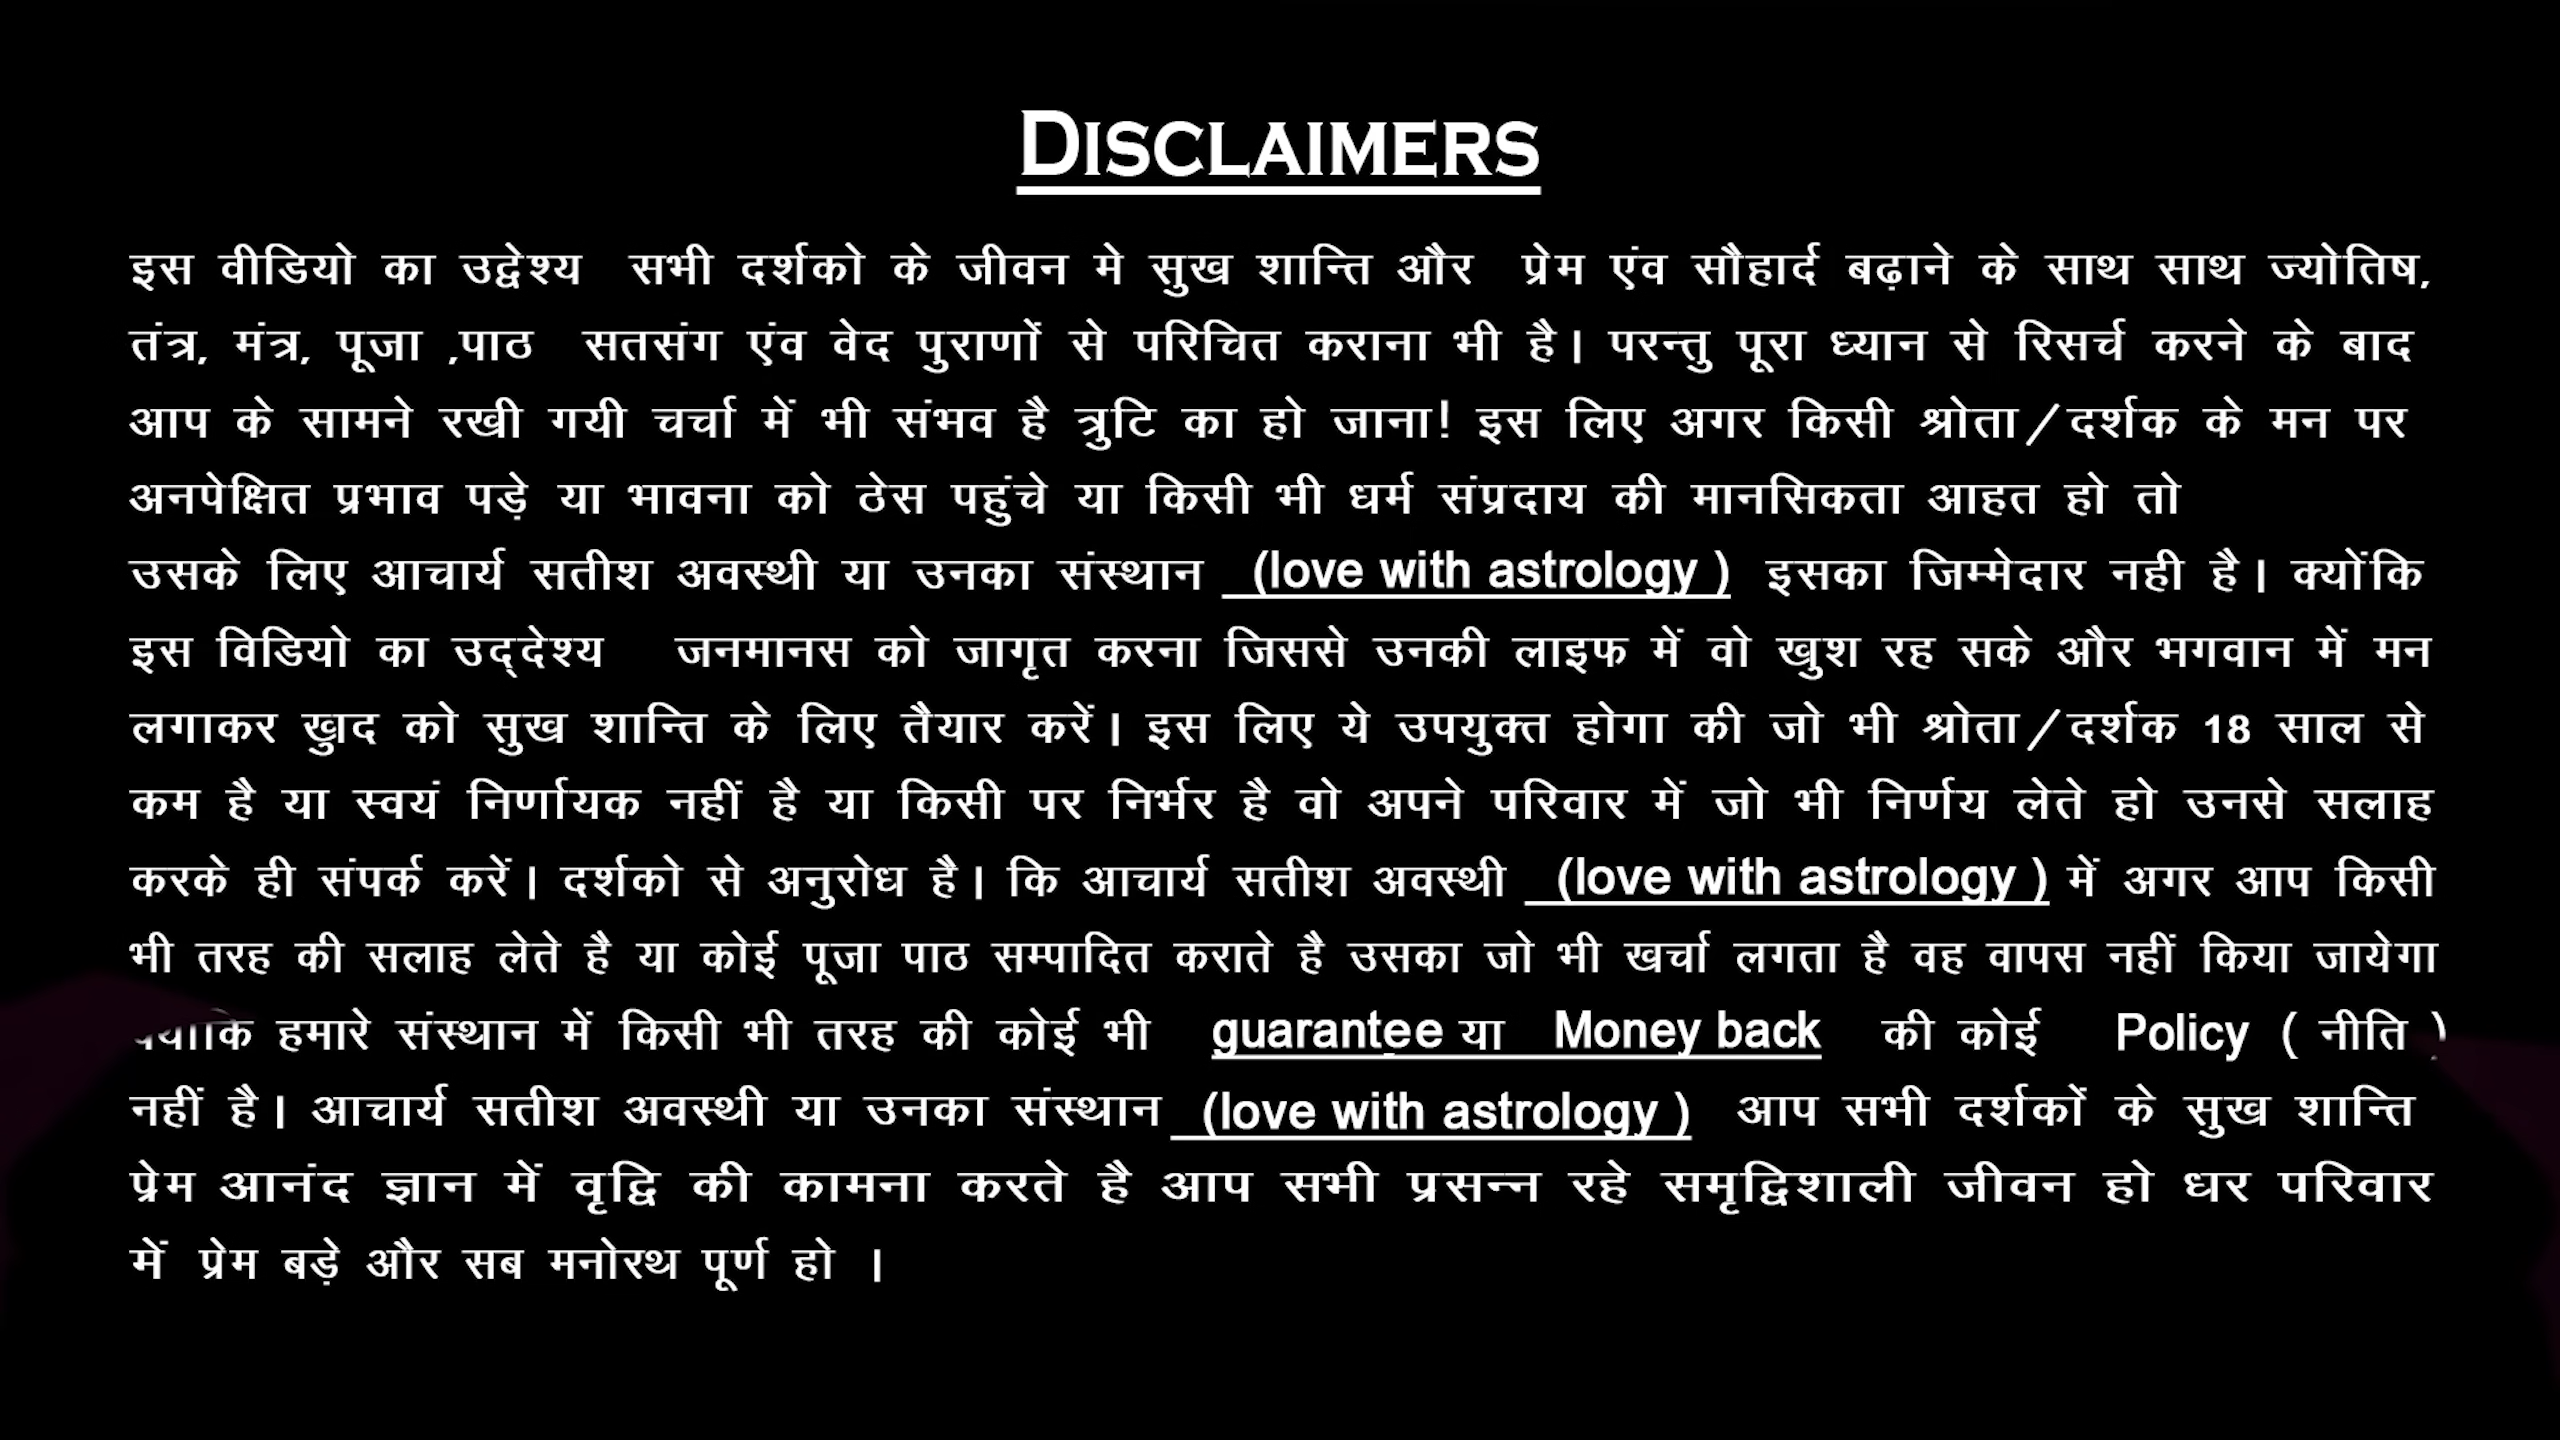 DISCLAIMERS
इस वीडियो का उद्वेश्य सभी दर्शको के जीवन मे सुख शान्ति और प्रेम एंव सौहार्द बढ़ाने के साथ साथ ज्योतिष,
तंत्र, मंत्र, पूजा ,पाठ सतसंग एंव वेद पुराणों से परिचित कराना भी है। परन्तु पूरा ध्यान से रिसर्च करने के बाद
आप के सामने रखी गयी चर्चा में भी संभव है त्रुटि का हो जाना! इस लिए अगर किसी श्रोता/दर्शक के मन पर
अनपेक्षित प्रभाव पड़े या भावना को ठेस पहुंचे या किसी भी धर्म संप्रदाय की मानसिकता आहत हो तो
उसके लिए आचार्य सतीश अवस्थी या उनका संस्थान (love with astrology ) इसका जिम्मेदार नही है। क्योंकि
इस विडियो का उद्‌देश्य जनमानस को जागृत करना जिससे उनकी लाइफ में वो खुश रह सके और भगवान में मन
लगाकर खुद को सुख शान्ति के लिए तैयार करें। इस लिए ये उपयुक्त होगा की जो भी श्रोता/दर्शक 18 साल से
कम है या स्वयं निर्णायक नहीं है या किसी पर निर्भर है वो अपने परिवार में जो भी निर्णय लेते हो उनसे सलाह
करके ही संपर्क करें। दर्शको से अनुरोध है। कि आचार्य सतीश अवस्थी (love with astrology ) में अगर आप किसी
भी तरह की सलाह लेते है या कोई पूजा पाठ सम्पादित कराते है उसका जो भी खर्चा लगता है वह वापस नहीं किया जायेगा
हमारे संस्थान में किसी भी तरह की कोई भी guarantee या Money back की कोई Policy ( नीति )
नहीं है। आचार्य सतीश अवस्थी या उनका संस्थान (love with astrology ) आप सभी दर्शकों के सुख शान्ति
प्रेम आनंद ज्ञान में वृद्वि की कामना करते है आप सभी प्रसन्न रहे समृद्विशाली जीवन हो धर परिवार
में प्रेम बड़े और सब मनोरथ पूर्ण हो ।